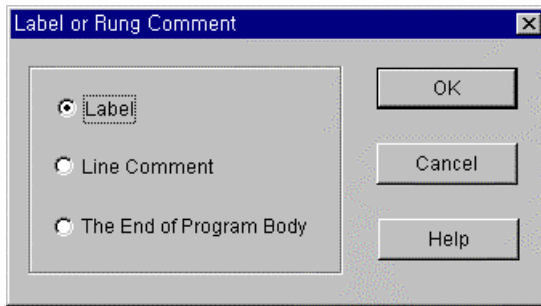 Label or Rung Comment
Label
Line Comment
The End of Program Body
OK
Cancel
Help